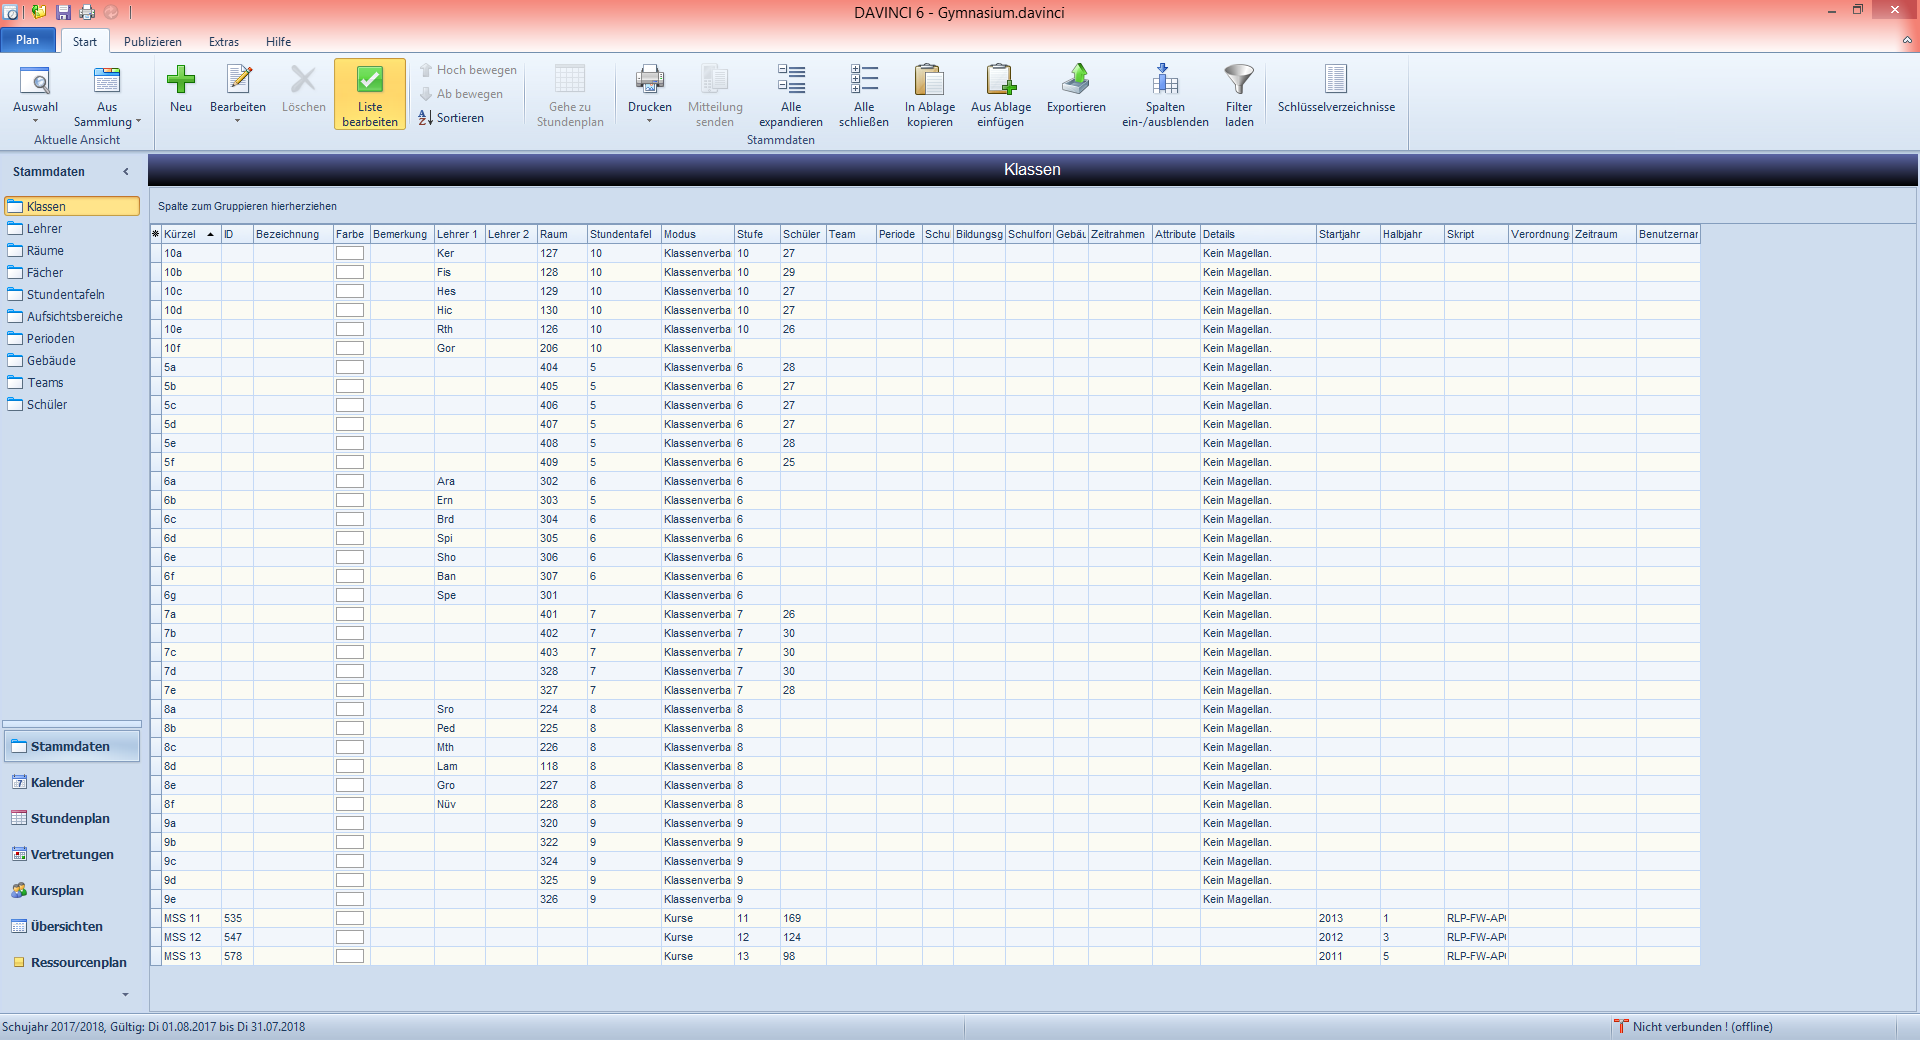 DAVINCI 6 - Gymnasium.davinci
Plan Start Publizieren Extras Hilfe
Auswahl
Aus Sammlung
Aktuelle Ansicht
Neu
Bearbeiten
Löschen
Liste bearbeiten
Hoch bewegen
Ab bewegen
Sortieren
Gehe zu Stundenplan
Drucken
Mitteilung senden
Alle expandieren
Alle schließen
In Ablage kopieren
Aus Ablage einfügen
Exportieren
Spalten ein-/ausblenden
Filter laden
Schlüsselverzeichnisse
Stammdaten
Stammdaten
Klassen
Lehrer
Räume
Fächer
Stundentafeln
Aufsichtsbereiche
Perioden
Gebäude
Teams
Schüler
Stammdaten
Kalender
Stundenplan
Vertretungen
Kursplan
Übersichten
Ressourcenplan
Klassen
Spalte zum Gruppieren hierherziehen
Kürzel ID Bezeichnung Farbe Bemerkung Lehrer 1 Lehrer 2 Raum Stundentafel Modus Stufe Schüler Team Periode Schul Bildungsg Schulforn Gebäu Zeitrahmen Attribute Details Startjahr Halbjahr Skript Verordnung Zeitraum Benutzernar
10a Ker 127 10 Klassenverba 10 27 Kein Magellan.
10b Fis 128 10 Klassenverba 10 29 Kein Magellan.
10c Hes 129 10 Klassenverba 10 27 Kein Magellan.
10d Hic 130 10 Klassenverba 10 27 Kein Magellan.
10e Rth 126 10 Klassenverba 10 26 Kein Magellan.
10f Gor 206 10 Klassenverba Kein Magellan.
5a 404 5 Klassenverba 6 28 Kein Magellan.
5b 405 5 Klassenverba 6 27 Kein Magellan.
5c 406 5 Klassenverba 6 27 Kein Magellan.
5d 407 5 Klassenverba 6 27 Kein Magellan.
5e 408 5 Klassenverba 6 28 Kein Magellan.
5f 409 5 Klassenverba 6 25 Kein Magellan.
6a Ara 302 6 Klassenverba 6 Kein Magellan.
6b Ern 303 5 Klassenverba 6 Kein Magellan.
6c Brd 304 6 Klassenverba 6 Kein Magellan.
6d Spi 305 6 Klassenverba 6 Kein Magellan.
6e Sho 306 6 Klassenverba 6 Kein Magellan.
6f Ban 307 6 Klassenverba 6 Kein Magellan.
6g Spe 301 Klassenverba 6 Kein Magellan.
7a 401 7 Klassenverba 7 26 Kein Magellan.
7b 402 7 Klassenverba 7 30 Kein Magellan.
7c 403 7 Klassenverba 7 30 Kein Magellan.
7d 328 7 Klassenverba 7 30 Kein Magellan.
7e 327 7 Klassenverba 7 28 Kein Magellan.
8a Sro 224 8 Klassenverba 8 Kein Magellan.
8b Ped 225 8 Klassenverba 8 Kein Magellan.
8c Mth 226 8 Klassenverba 8 Kein Magellan.
8d Lam 118 8 Klassenverba 8 Kein Magellan.
8e Gro 227 8 Klassenverba 8 Kein Magellan.
8f Nüv 228 8 Klassenverba 8 Kein Magellan.
9a 320 9 Klassenverba 9 Kein Magellan.
9b 322 9 Klassenverba 9 Kein Magellan.
9c 324 9 Klassenverba 9 Kein Magellan.
9d 325 9 Klassenverba 9 Kein Magellan.
9e 326 9 Klassenverba 9 Kein Magellan.
MSS 11 535 Kurse 11 169 2013 1 RLP-FW-AP
MSS 12 547 Kurse 12 124 2012 3 RLP-FW-AP
MSS 13 578 Kurse 13 98 2011 5 RLP-FW-AP
Schujahr 2017/2018, Gültig: Di 01.08.2017 bis Di 31.07.2018
Nicht verbunden ! (offline)